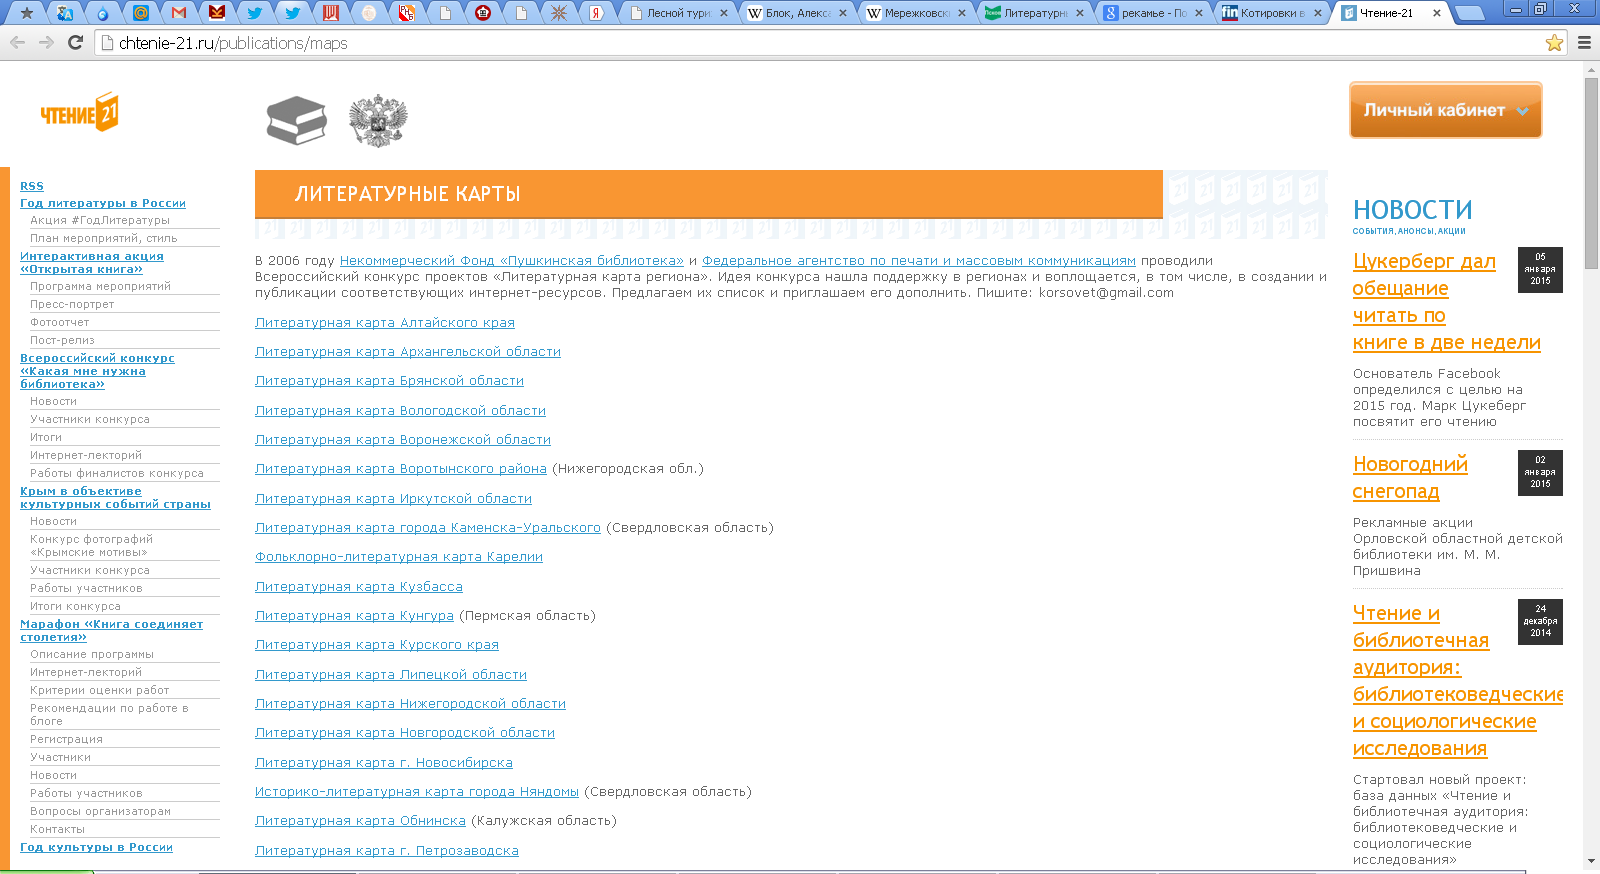 Лесной тури
Блок, Алекса
Мережковск
Литературн
рекамье - По
Котировки в
Чтение-21
chtenie-21.ru/publications/maps
ЧТЕНИЕ 21
Личный кабинет
RSS
Год литературы в России
Акция #ГодЛитературы
План мероприятий, стиль
Интерактивная акция
«Открытая книга»
Программа мероприятий
Пресс-портрет
Фотоотчет
Пост-релиз
Всероссийский конкурс
«Какая мне нужна
библиотека»
Новости
Участники конкурса
Итоги
Интернет-лекторий
Работы финалистов конкурса
Крым в объективе
культурных событий страны
Новости
Конкурс фотографий
«Крымские мотивы»
Участники конкурса
Работы участников
Итоги конкурса
Марафон «Книга соединяет
столетия»
Описание программы
Интернет-лекторий
Критерии оценки работ
Рекомендации по работе в
блоге
Регистрация
Участники
Новости
Работы участников
Вопросы организаторам
Контакты
Год культуры в России
ЛИТЕРАТУРНЫЕ КАРТЫ
В 2006 году Некоммерческий Фонд «Пушкинская библиотека» и Федеральное агентство по печати и массовым коммуникациям проводили
Всероссийский конкурс проектов «Литературная карта региона». Идея конкурса нашла поддержку в регионах и воплощается, в том числе, в создании и
публикации соответствующих интернет-ресурсов. Предлагаем их список и приглашаем его дополнить. Пишите: korsovet@gmail.com
Литературная карта Алтайского края
Литературная карта Архангельской области
Литературная карта Брянской области
Литературная карта Вологодской области
Литературная карта Воронежской области
Литературная карта Воротынского района (Нижегородская обл.)
Литературная карта Иркутской области
Литературная карта города Каменска-Уральского (Свердловская область)
Фольклорно-литературная карта Карелии
Литературная карта Кузбасса
Литературная карта Кунгура (Пермская область)
Литературная карта Курского края
Литературная карта Липецкой области
Литературная карта Нижегородской области
Литературная карта Новгородской области
Литературная карта г. Новосибирска
Историко-литературная карта города Няндомы (Свердловская область)
Литературная карта Обнинска (Калужская область)
Литературная карта г. Петрозаводска
НОВОСТИ
СОБЫТИЯ, АНОНСЫ, АКЦИИ
Цукерберг дал
обещание
читать по
книге в две недели
05
января
2015
Основатель Facebook
определился с целью на
2015 год. Марк Цукеберг
посвятит его чтению
Новогодний
снегопад
02
января
2015
Рекламные акции
Орловской областной детской
библиотеки им. М. М.
Пришвина
Чтение и
библиотечная
аудитория:
библиотековедческие
и социологические
исследования
24
декабря
2014
Стартовал новый проект:
база данных «Чтение и
библиотечная аудитория:
библиотековедческие и
социологические
исследования»